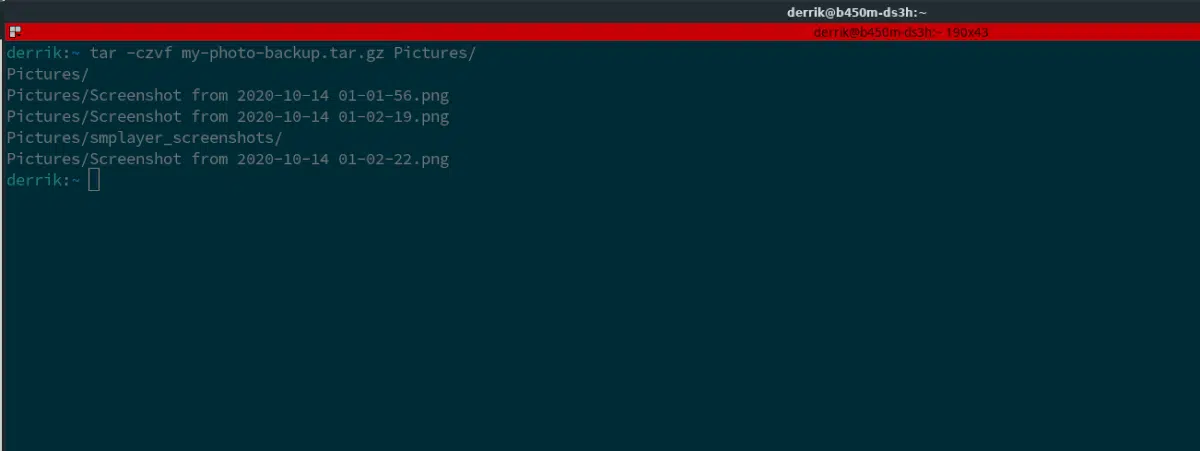 derrik@b450m-ds3h:~
derrik@b450m-ds3h:~ 190x43
derrik:~ tar -czvf my-photo-backup.tar.gz Pictures/
Pictures/
Pictures/Screenshot from 2020-10-14 01-01-56.png
Pictures/Screenshot from 2020-10-14 01-02-19.png
Pictures/smplayer_screenshots/
Pictures/Screenshot from 2020-10-14 01-02-22.png
derrik:~